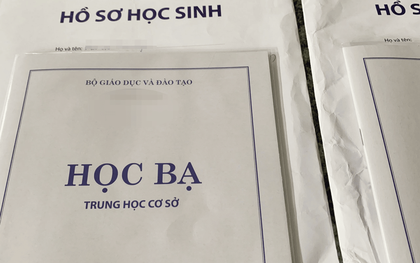 HỒ SƠ HỌC SINH
Họ và tên:
HỒ SƠ
Họ và tên
BỘ GIÁO DỤC VÀ ĐÀO TẠO
HỌC BẠ
TRUNG HỌC CƠ SỞ